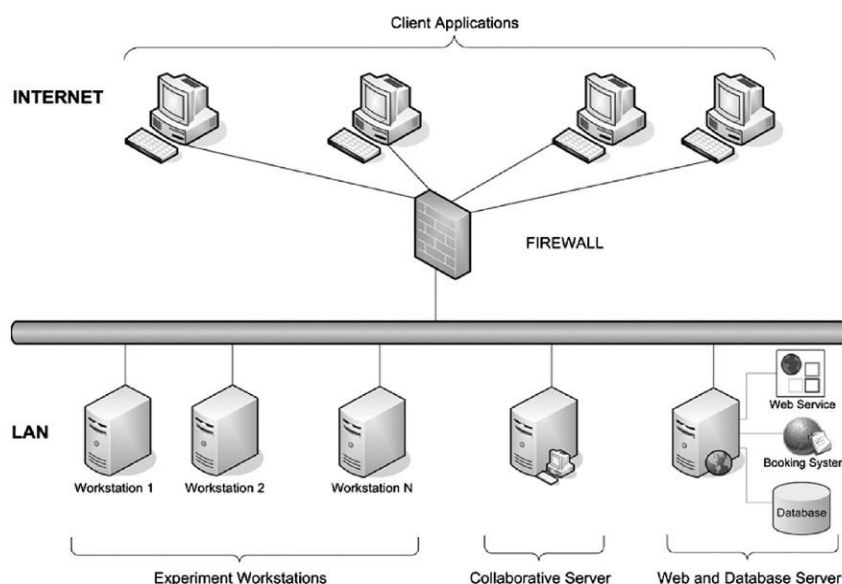 Client Applications
INTERNET
FIREWALL
LAN
Workstation 1
Workstation 2
Workstation N
Web Service
Booking System
Database
Experiment Workstations
Collaborative Server
Web and Database Server